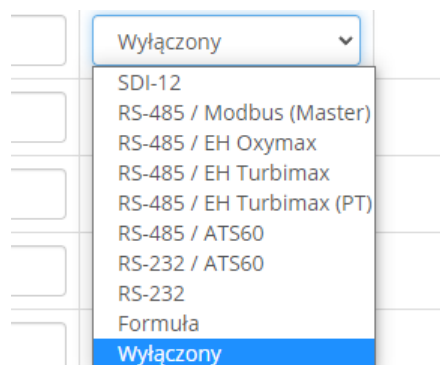 Wyłączony
SDI-12
RS-485 / Modbus (Master)
RS-485 / EH Oxymax
RS-485 / EH Turbimax
RS-485 / EH Turbimax (PT)
RS-485 / ATS60
RS-232 / ATS60
RS-232
Formuła
Wyłączony